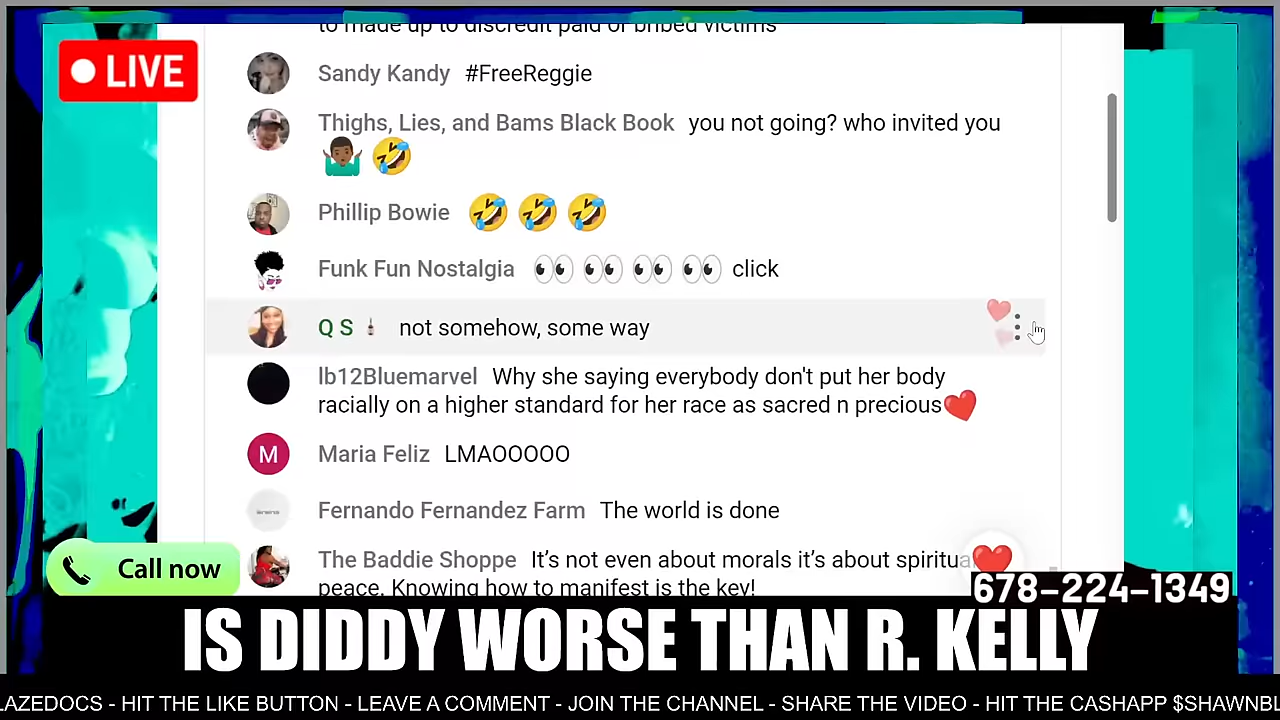 to made up to discredit paid or bribed victims
LIVE
Sandy Kandy #FreeReggie
Thighs, Lies, and Bams Black Book you not going? who invited you
🤷🏾‍♂️ 🤣
Phillip Bowie 🤣 🤣 🤣
Funk Fun Nostalgia 👀 👀 👀 👀 click
Q S not somehow, some way
lb12Bluemarvel Why she saying everybody don't put her body
racially on a higher standard for her race as sacred n precious❤️
M Maria Feliz LMAOOOOO
Fernando Fernandez Farm The world is done
The Baddie Shoppe It's not even about morals it's about spiritua
peace. Knowing how to manifest is the key!
Call now
678-224-1349
IS DIDDY WORSE THAN R. KELLY
AZEDOCS - HIT THE LIKE BUTTON - LEAVE A COMMENT - JOIN THE CHANNEL - SHARE THE VIDEO - HIT THE CASHAPP $SHAWNBL